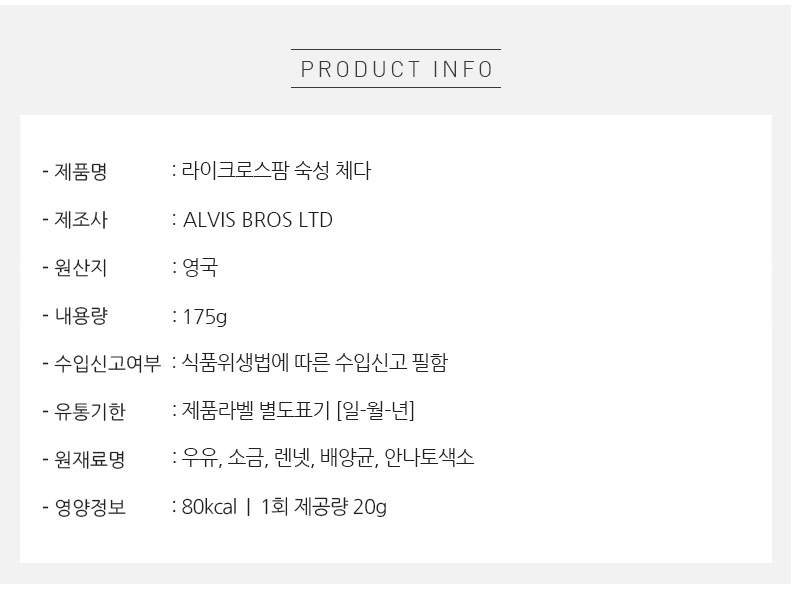 PRODUCT INFO
- 제품명 : 라이크로스팜 숙성 체다
- 제조사 : ALVIS BROS LTD
- 원산지 : 영국
- 내용량 : 175g
- 수입신고여부 : 식품위생법에 따른 수입신고 필함
- 유통기한 : 제품라벨 별도표기 [일-월-년]
- 원재료명 : 우유, 소금, 렌넷, 배양균, 안나토색소
- 영양정보 : 80kcal | 1회 제공량 20g